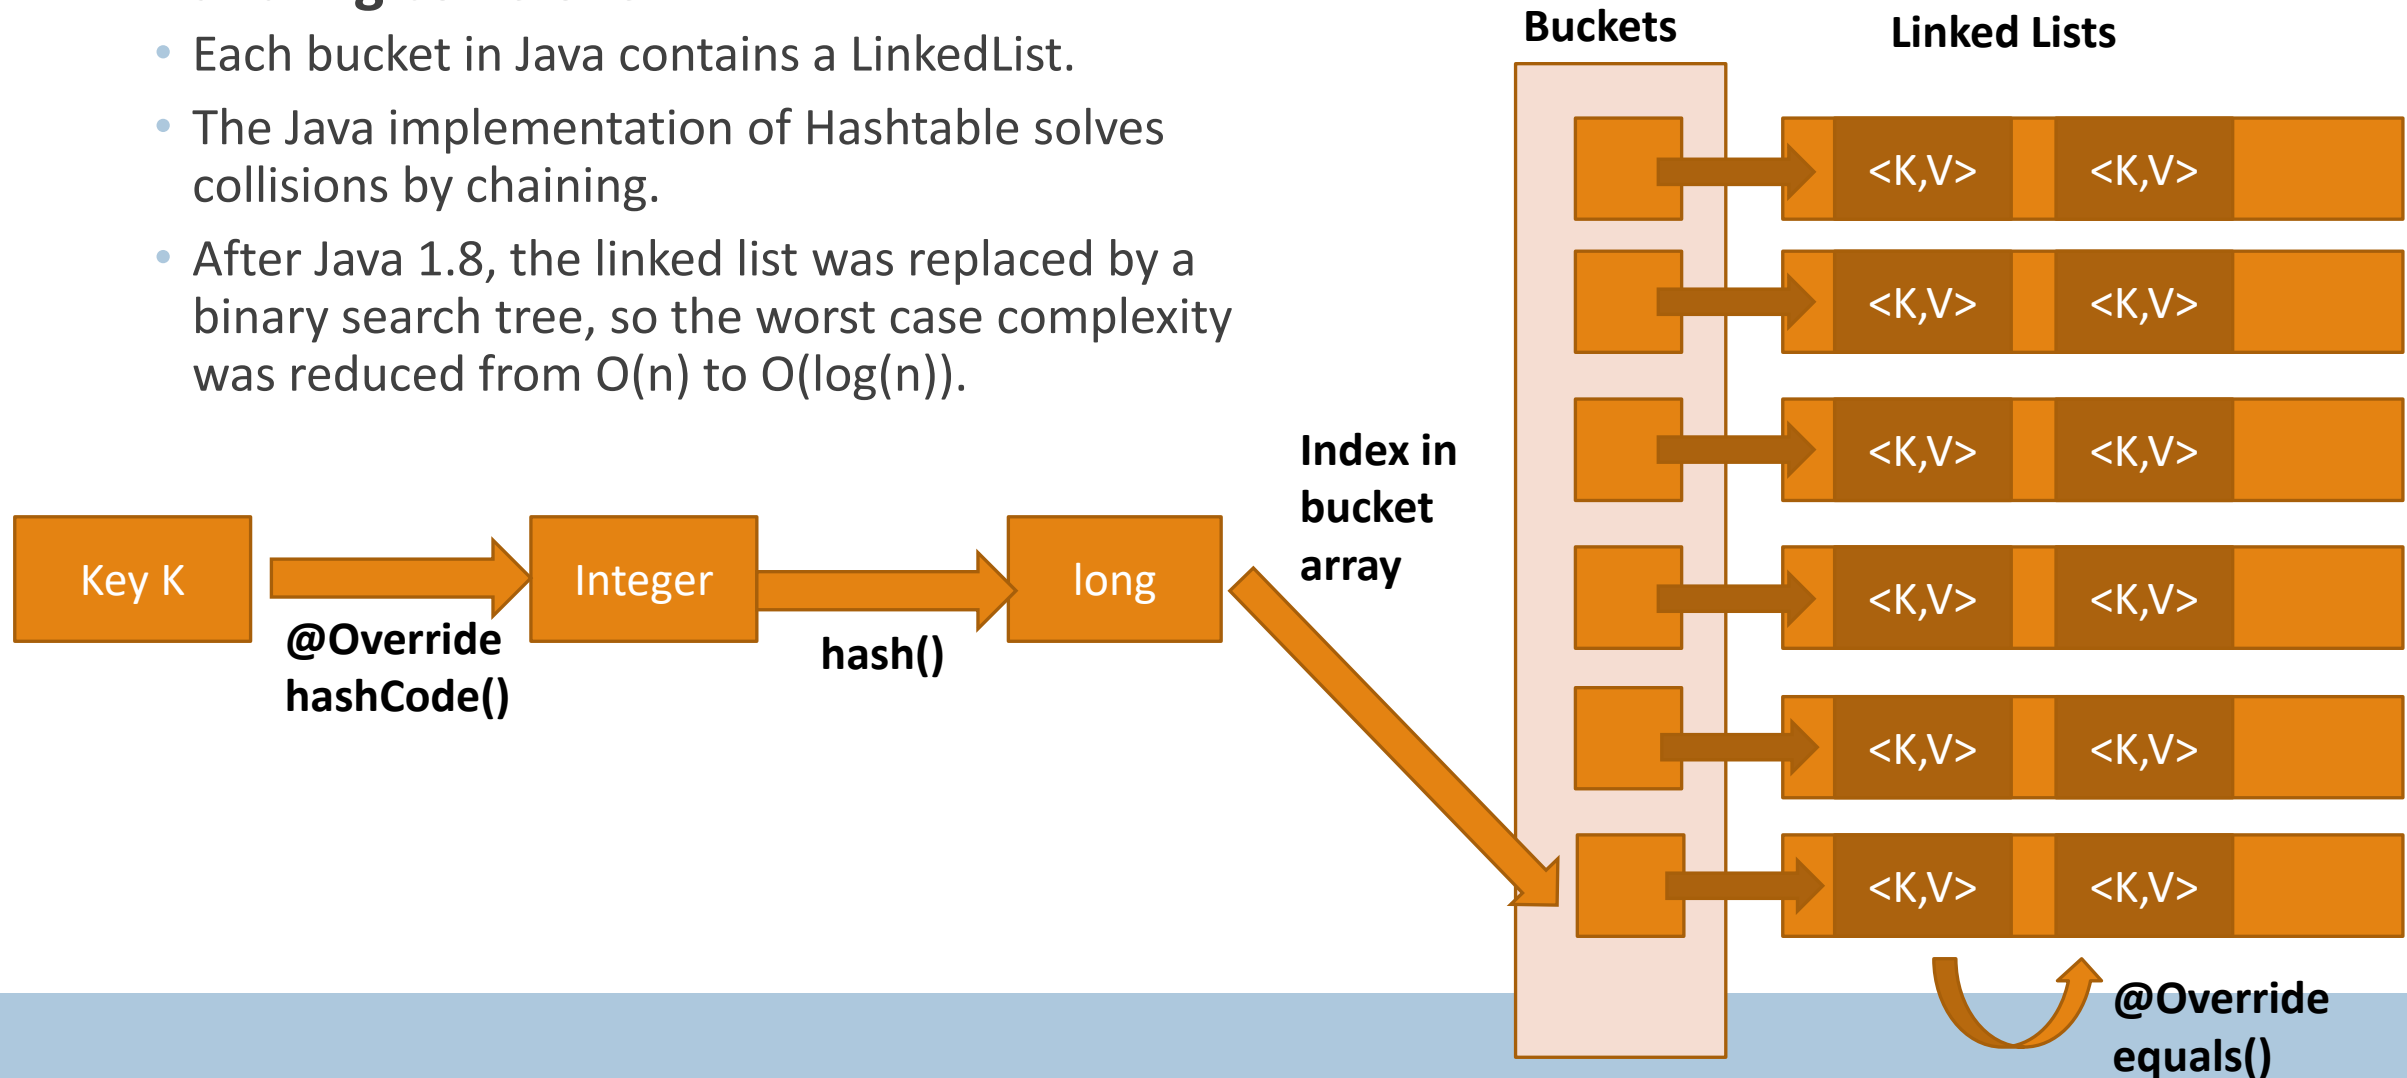 • Each bucket in Java contains a LinkedList.
• The Java implementation of Hashtable solves
collisions by chaining.
• After Java 1.8, the linked list was replaced by a
binary search tree, so the worst case complexity
was reduced from O(n) to O(log(n)).
Key K
@Override
hashCode()
Integer
hash()
long
Index in
bucket
array
Buckets
Linked Lists
<K,V> <K,V>
<K,V> <K,V>
<K,V> <K,V>
<K,V> <K,V>
<K,V> <K,V>
<K,V> <K,V>
@Override
equals()